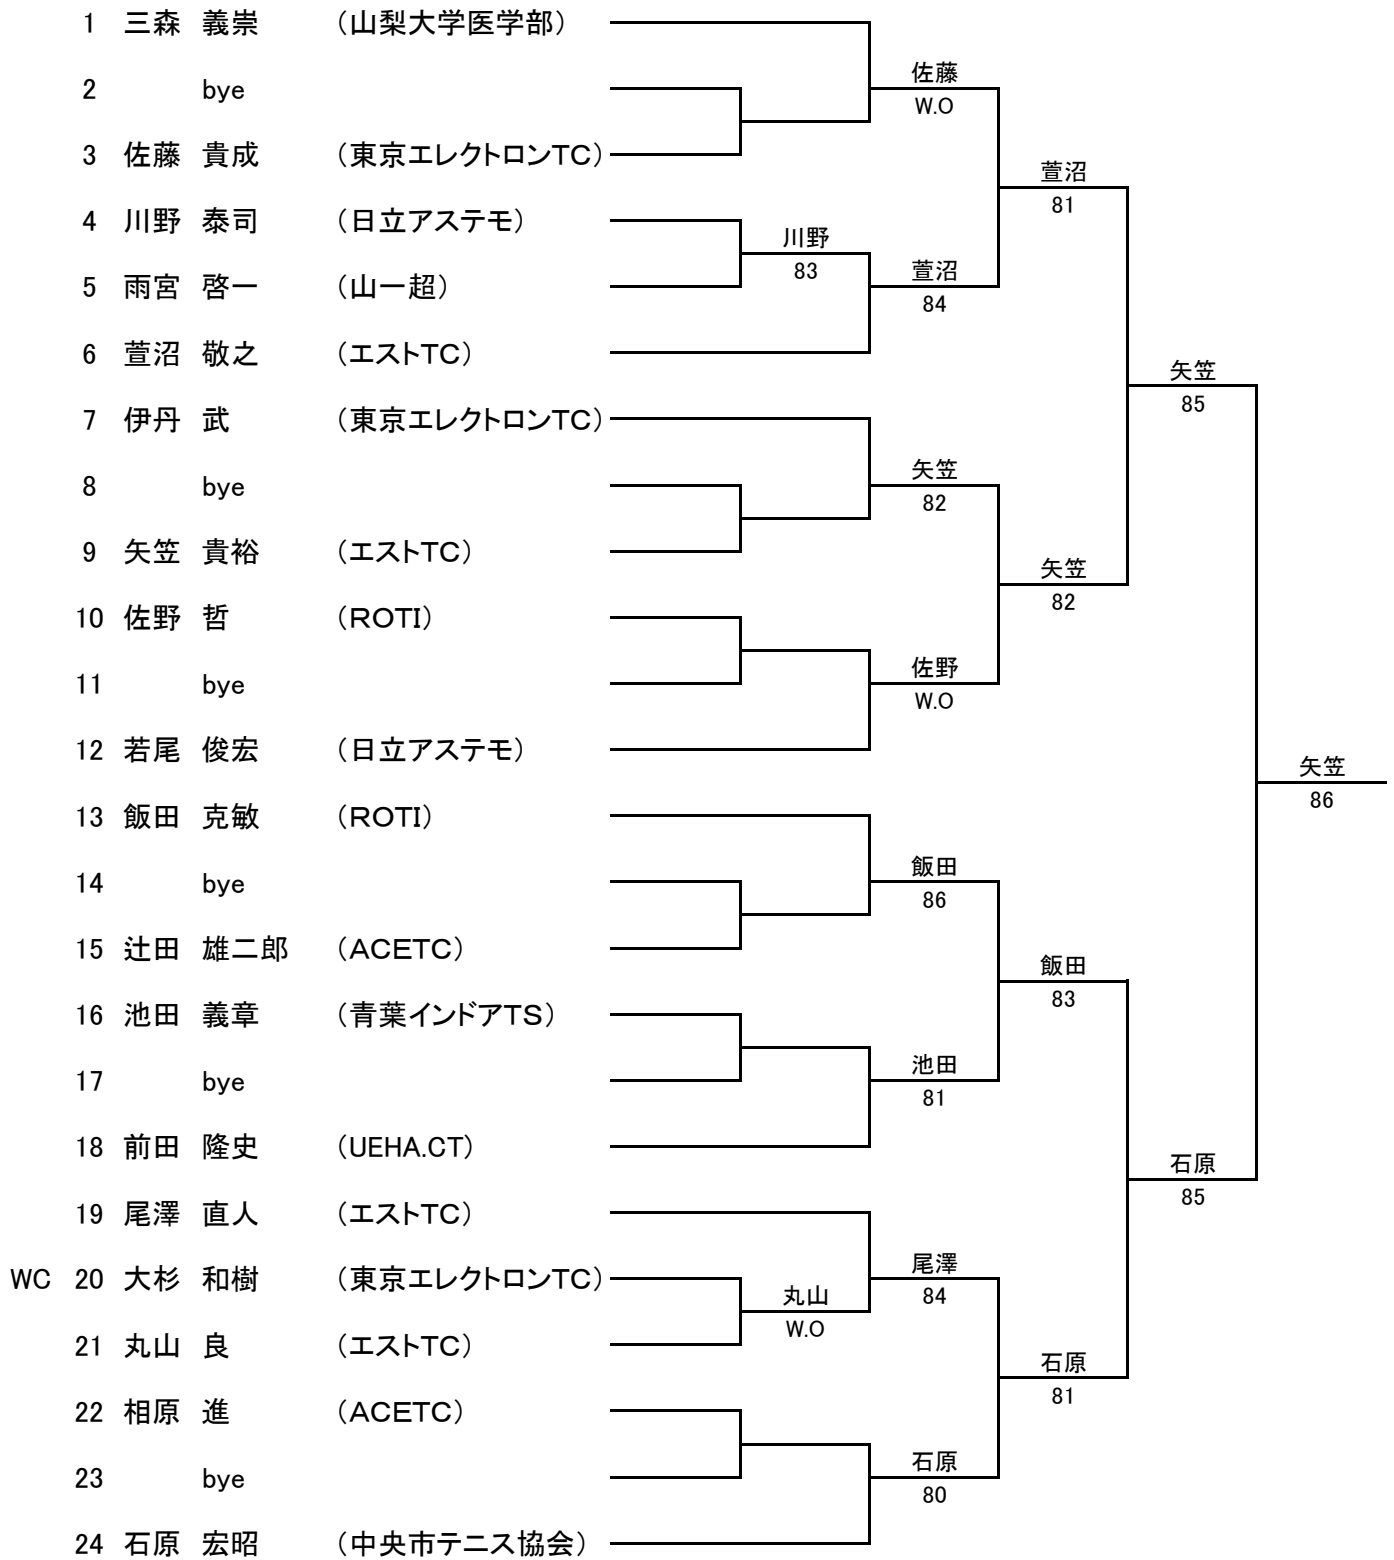 1 三森 義崇 （山梨大学医学部）
佐藤
2 bye
W.O
3 佐藤 貴成 （東京エレクトロンTC）
萱沼
81
4 川野 泰司 （日立アステモ）
川野
83
萱沼
5 雨宮 啓一 （山一超）
84
6 萱沼 敬之 （エストTC）
矢笠
85
7 伊丹 武 （東京エレクトロンTC）
矢笠
8 bye
82
9 矢笠 貴裕 （エストTC）
矢笠
82
10 佐野 哲 （ROTI）
佐野
11 bye
W.O
12 若尾 俊宏 （日立アステモ）
矢笠
86
13 飯田 克敏 （ROTI）
飯田
14 bye
86
15 辻田 雄二郎 （ACETC）
飯田
83
16 池田 義章 （青葉インドアTS）
池田
17 bye
81
18 前田 隆史 （UEHA.CT）
石原
85
19 尾澤 直人 （エストTC）
尾澤
WC 20 大杉 和樹 （東京エレクトロンTC）
丸山
84
W.O
21 丸山 良 （エストTC）
石原
81
22 相原 進 （ACETC）
石原
23 bye
80
24 石原 宏昭 （中央市テニス協会）